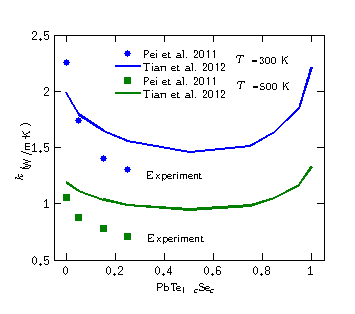 2.5
Pei et al. 2011
Tian et al. 2012
T =300 K
Pei et al. 2011
Tian et al. 2012
T =500 K
2
1.5
1
0.5
k (W/m·K)
Experiment
Experiment
0 0.2 0.4 0.6 0.8 1
PbTe1-cSec